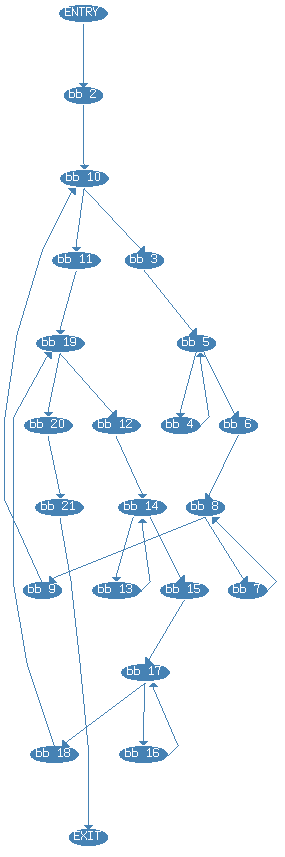 ENTRY
bb 2
bb 10
bb 11
bb 3
bb 19
bb 5
bb 20
bb 12
bb 4
bb 6
bb 21
bb 14
bb 8
bb 9
bb 13
bb 15
bb 7
bb 17
bb 18
bb 16
EXIT